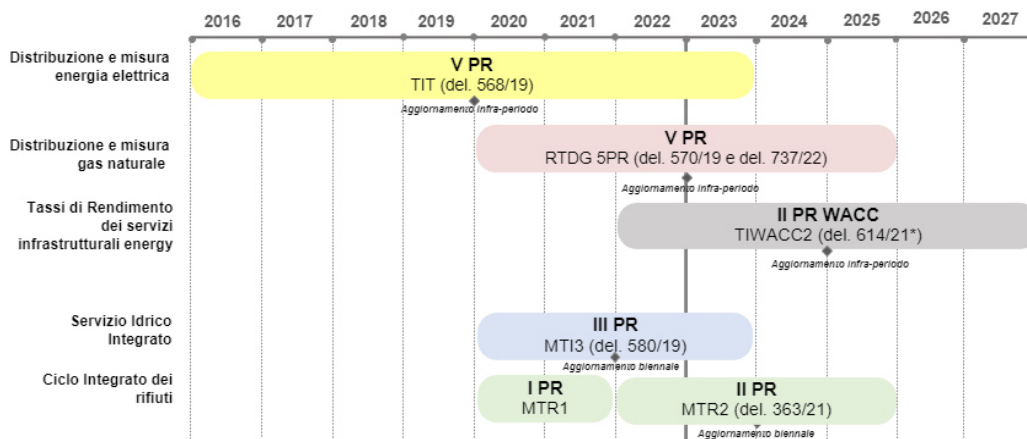 2016 2017 2018 2019 2020 2021 2022 2023 2024 2025 2026 2027
Distribuzione e misura
energia elettrica
V PR
TIT (del. 568/19)
Aggiornamento infra-periodo
Distribuzione e misura
gas naturale
V PR
RTDG 5PR (del. 570/19 e del. 737/22)
Aggiornamento infra-periodo
Tassi di Rendimento
dei servizi
infrastrutturali energy
II PR WACC
TIWACC2 (del. 614/21*)
Aggiornamento infra-periodo
Servizio Idrico
Integrato
III PR
MTI3 (del. 580/19)
Aggiornamento biennale
Ciclo Integrato dei
rifiuti
I PR
MTR1
II PR
MTR2 (del. 363/21)
Aggiornamento biennale